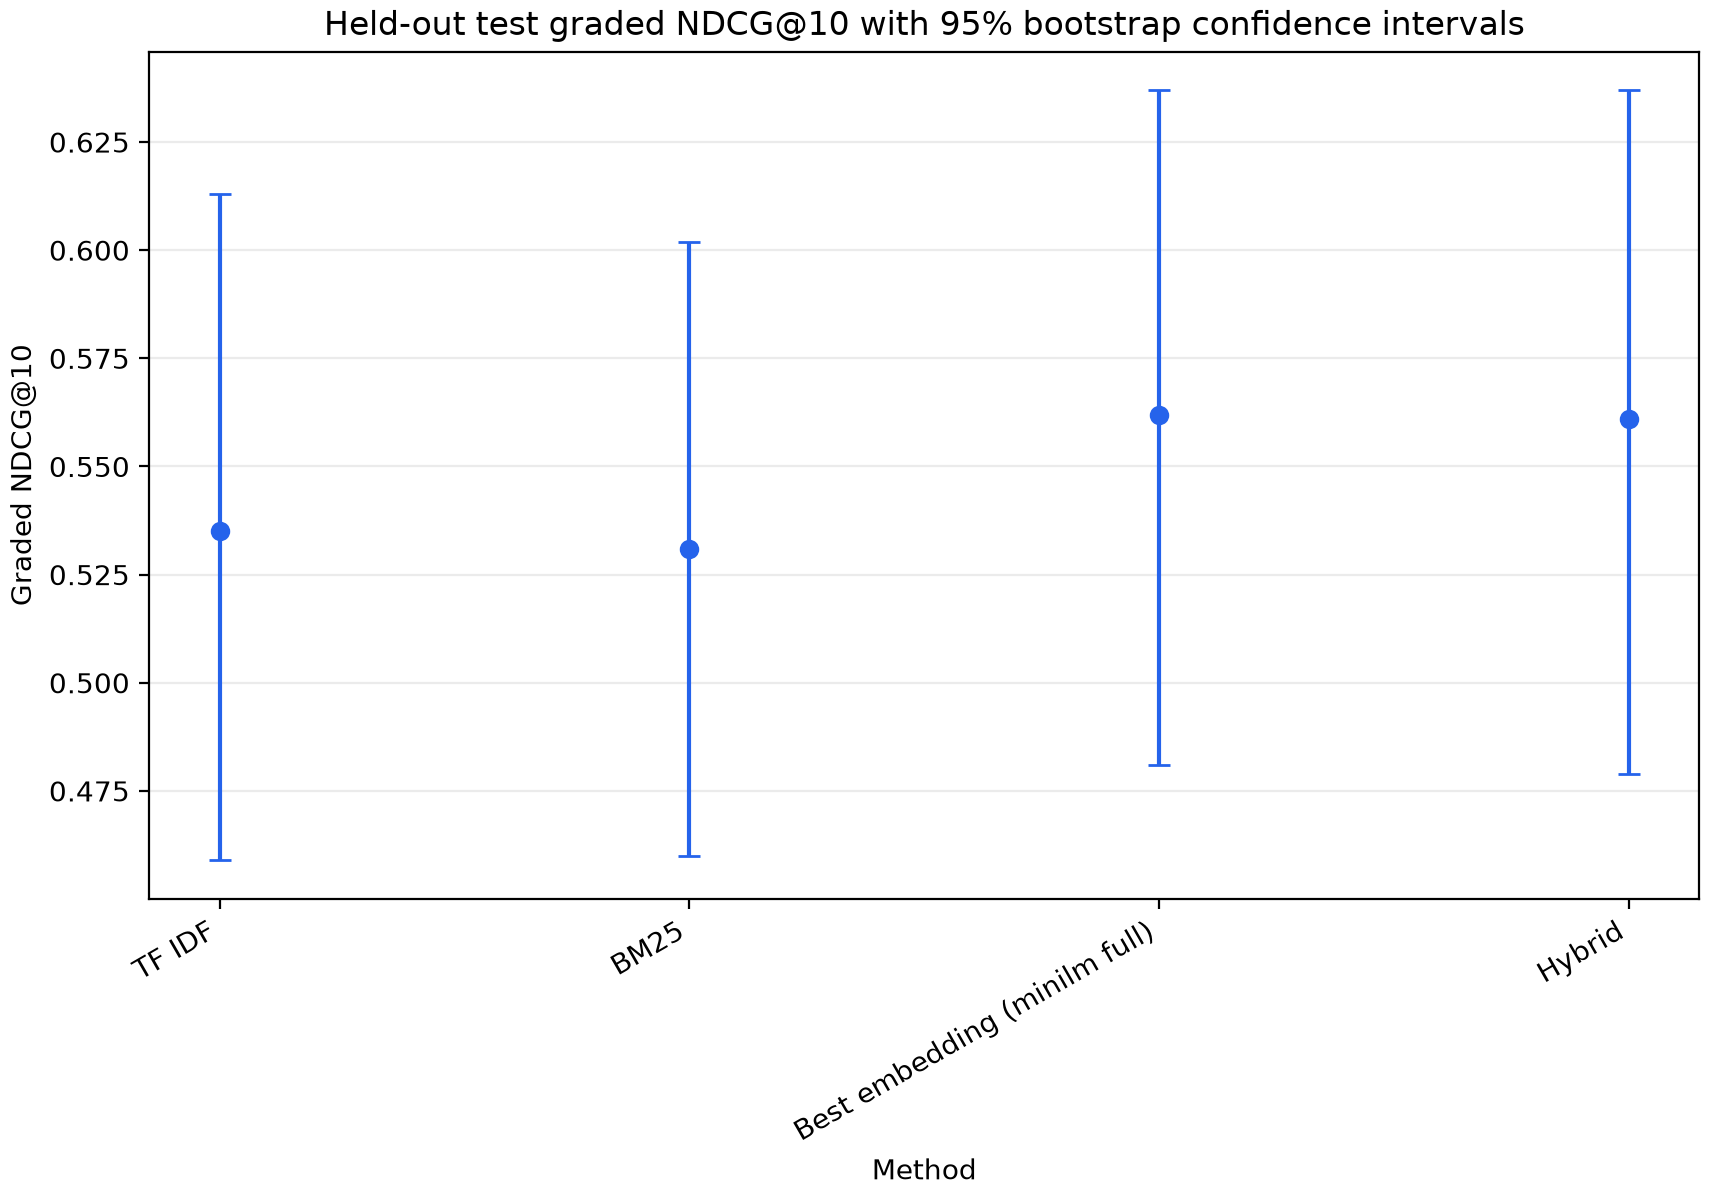 Held-out test graded NDCG@10 with 95% bootstrap confidence intervals
Graded NDCG@10
0.625
0.600
0.575
0.550
0.525
0.500
0.475
TF IDF
BM25
Best embedding (minilm full)
Hybrid
Method